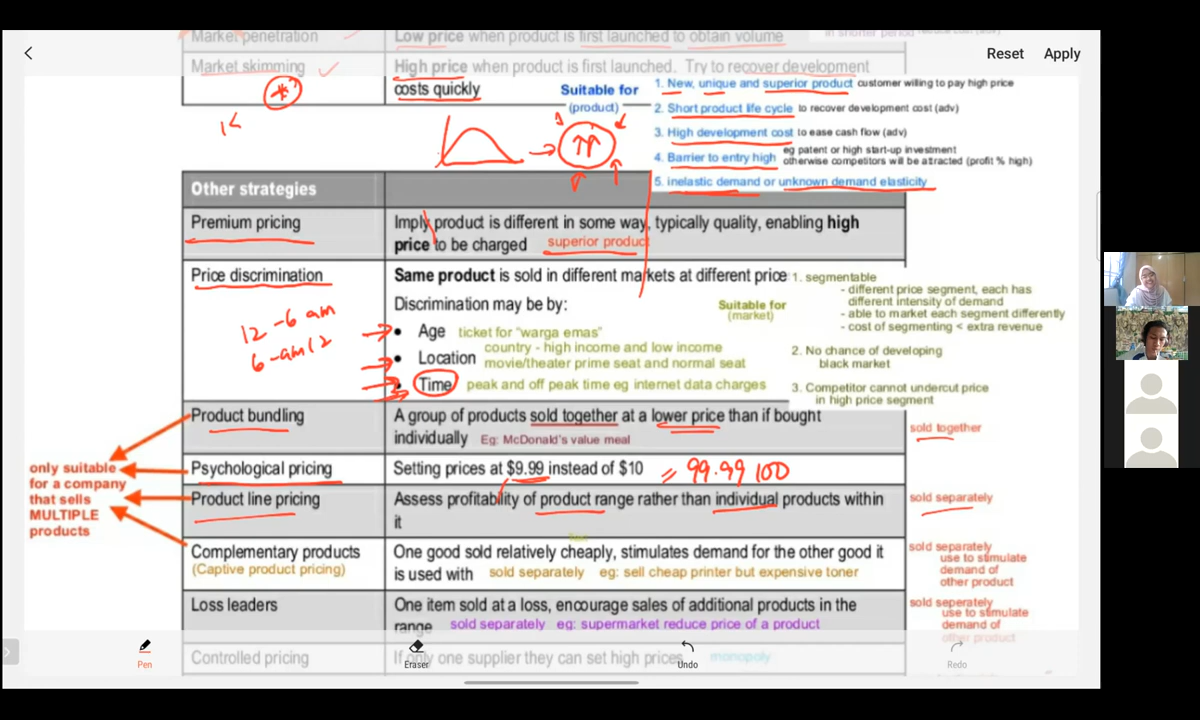 Market penetration
Low price when product is first launched to obtain volume
in shorter period
Reset
Apply
Market skimming
High price when product is first launched. Try to recover development
costs quickly
Suitable for
(product)
1. New, unique and superior product customer willing to pay high price
2. Short product life cycle to recover development cost (adv)
3. High development cost to ease cash flow (adv)
4. Barrier to entry high eg patent or high start-up investment
otherwise competitors will be attracted (profit % high)
5. inelastic demand or unknown demand elasticity
Other strategies
Premium pricing
Imply product is different in some way, typically quality, enabling high
price to be charged superior product
Price discrimination
Same product is sold in different markets at different price
Discrimination may be by:
• Age ticket for "warga emas"
• Location country - high income and low income
movie/theater prime seat and normal seat
• Time peak and off peak time eg internet data charges
12-6 am
6-am12
Suitable for
(market)
1. segmentable
- different price segment, each has
different intensity of demand
- able to market each segment differently
- cost of segmenting < extra revenue
2. No chance of developing
black market
3. Competitor cannot undercut price
in high price segment
Product bundling
A group of products sold together at a lower price than if bought
individually Eg: McDonald's value meal
sold together
only suitable
for a company
that sells
MULTIPLE
products
Psychological pricing
Setting prices at $9.99 instead of $10
99.99 100
Product line pricing
Assess profitability of product range rather than individual products within
it
sold separately
Complementary products
(Captive product pricing)
One good sold relatively cheaply, stimulates demand for the other good it
is used with sold separately eg: sell cheap printer but expensive toner
sold separately
use to stimulate
demand of
other product
Loss leaders
One item sold at a loss, encourage sales of additional products in the
range sold separately eg: supermarket reduce price of a product
sold seperately
use to stimulate
demand of
other product
Controlled pricing
If only one supplier they can set high prices monopoly
Pen
Eraser
Undo
Redo